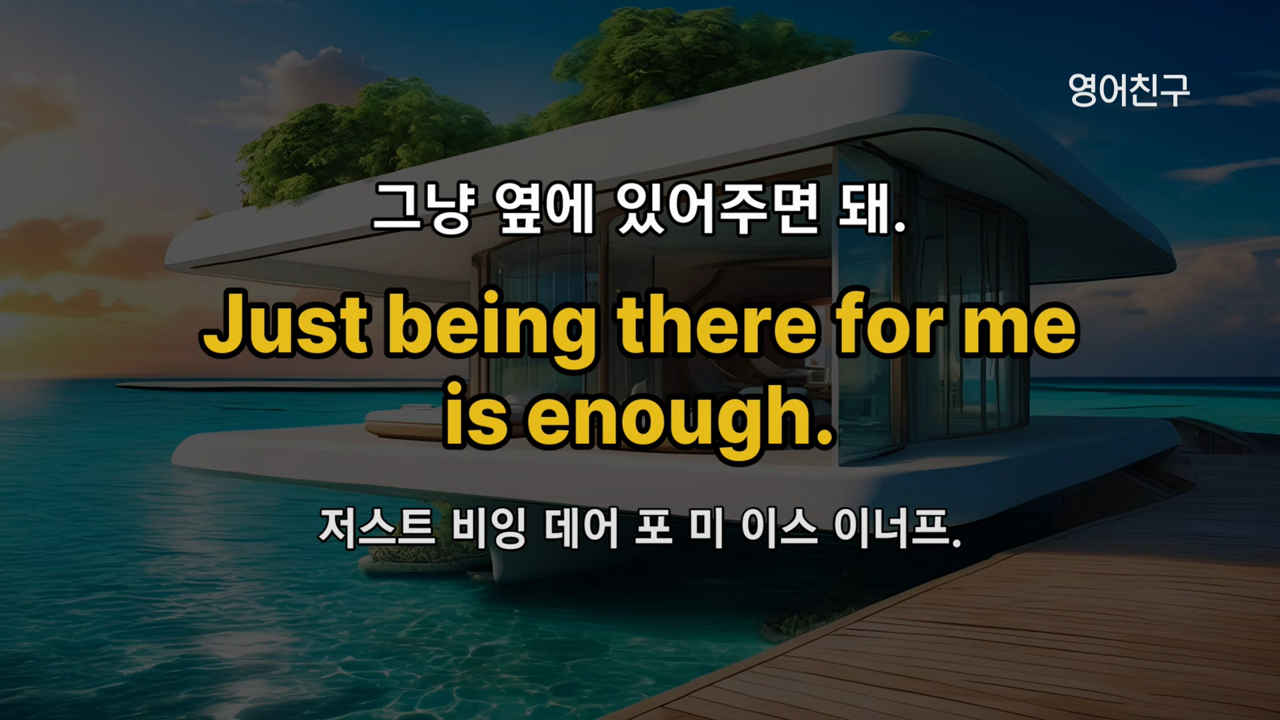 영어친구
그냥 옆에 있어주면 돼.
Just being there for me
is enough.
저스트 비잉 데어 포 미 이스 이너프.